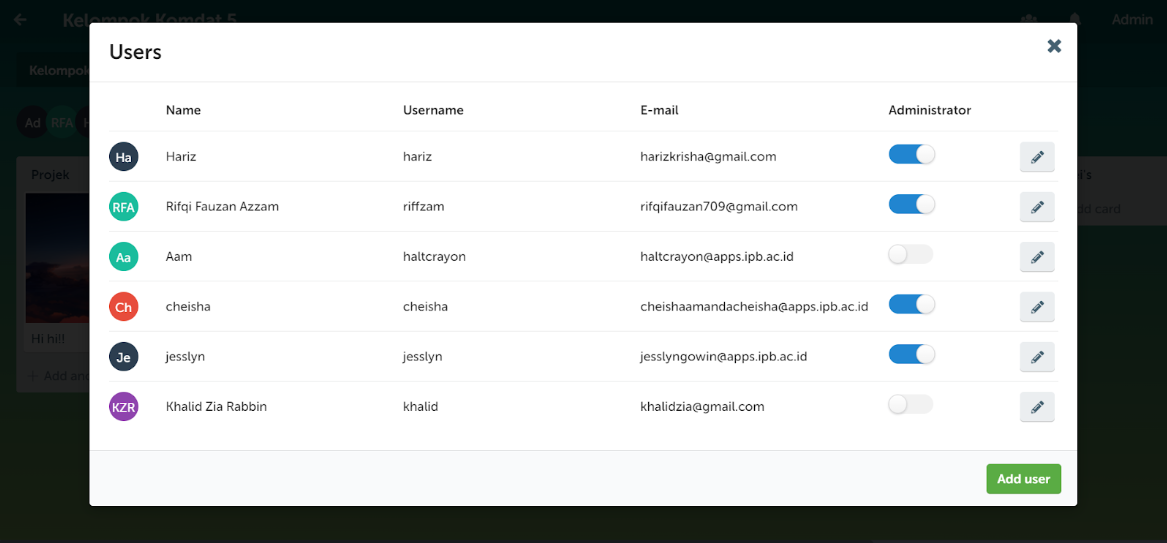 Kelompok Komdat 5
Admin
Users
Kelompok
Ad RFA H
Name Username E-mail Administrator
Ha Hariz hariz harizkrisha@gmail.com
Projek
RFA Rifqi Fauzan Azzam riffzam rifqifauzan709@gmail.com
Aa Aam haltcrayon haltcrayon@apps.ipb.ac.id
Ch cheisha cheisha cheishaamandacheisha@apps.ipb.ac.id
Hi hi!!
Je jesslyn jesslyn jesslyngowin@apps.ipb.ac.id
+ Add an
KZR Khalid Zia Rabbin khalid khalidzia@gmail.com
Add user